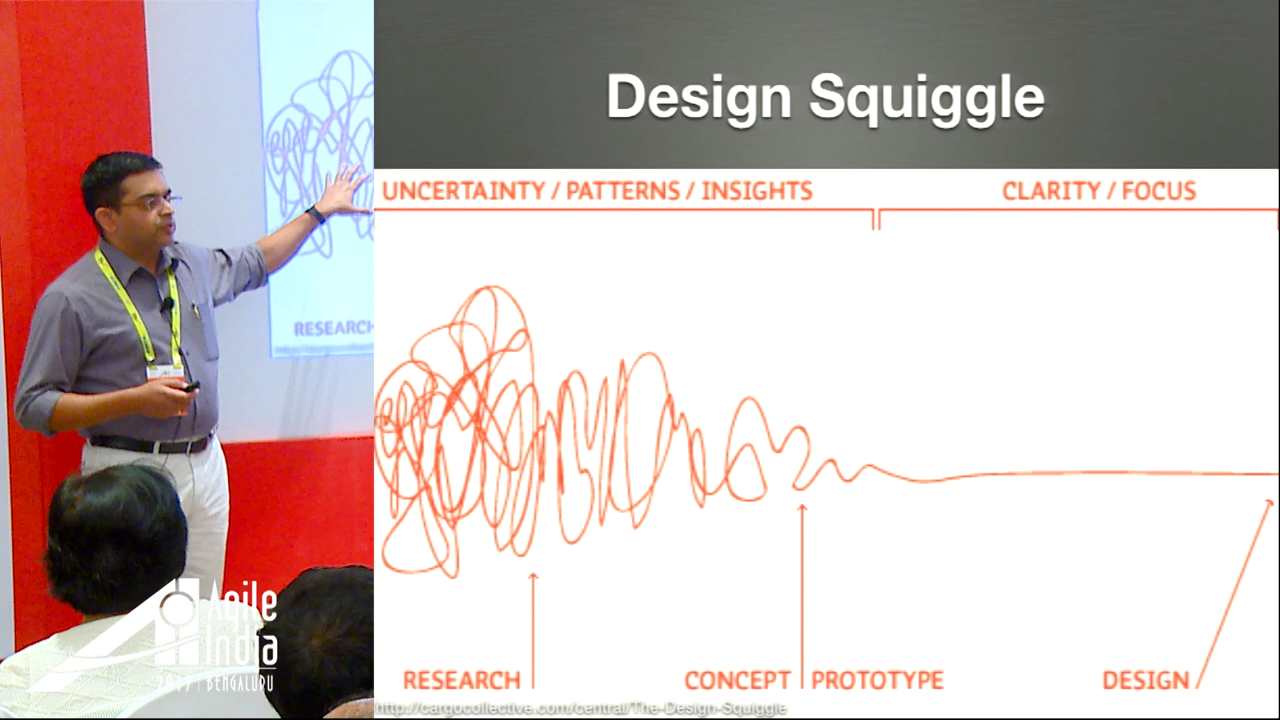 Design Squiggle
UNCERTAINTY / PATTERNS / INSIGHTS
CLARITY / FOCUS
RESEARCH
RESEARCH
CONCEPT
PROTOTYPE
DESIGN
http://cargocollective.com/central/The-Design-Squiggle
Agile
India
2017 | BENGALURU